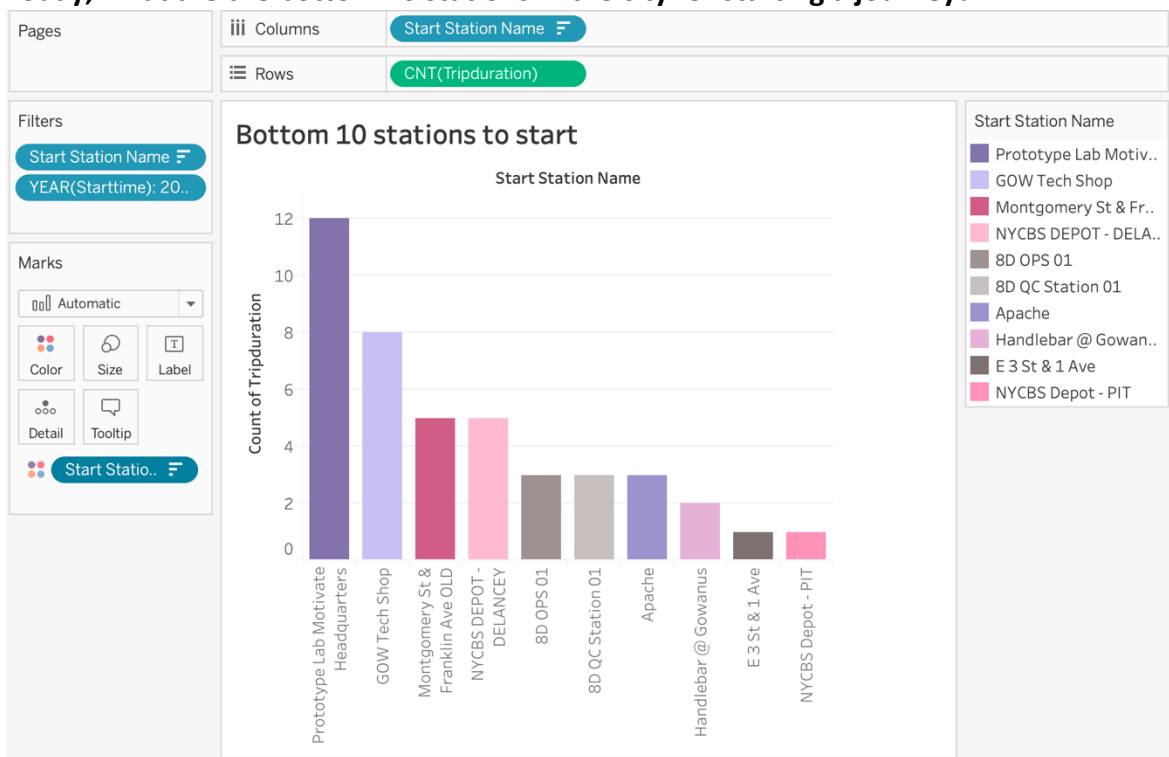 Pages
Columns
Start Station Name
Rows
CNT(Tripduration)
Filters
Start Station Name
YEAR(Starttime): 20..
Marks
Automatic
Color
Size
Label
Detail
Tooltip
Start Statio..
Bottom 10 stations to start
Start Station Name
Count of Tripduration
12
10
8
6
4
2
0
Prototype Lab Motivate
Headquarters
GOW Tech Shop
Montgomery St &
Franklin Ave OLD
NYCBS DEPOT -
DELANCEY
8D OPS 01
8D QC Station 01
Apache
Handlebar @ Gowanus
E 3 St & 1 Ave
NYCBS Depot - PIT
Start Station Name
Prototype Lab Motiv..
GOW Tech Shop
Montgomery St & Fr..
NYCBS DEPOT - DELA..
8D OPS 01
8D QC Station 01
Apache
Handlebar @ Gowan..
E 3 St & 1 Ave
NYCBS Depot - PIT